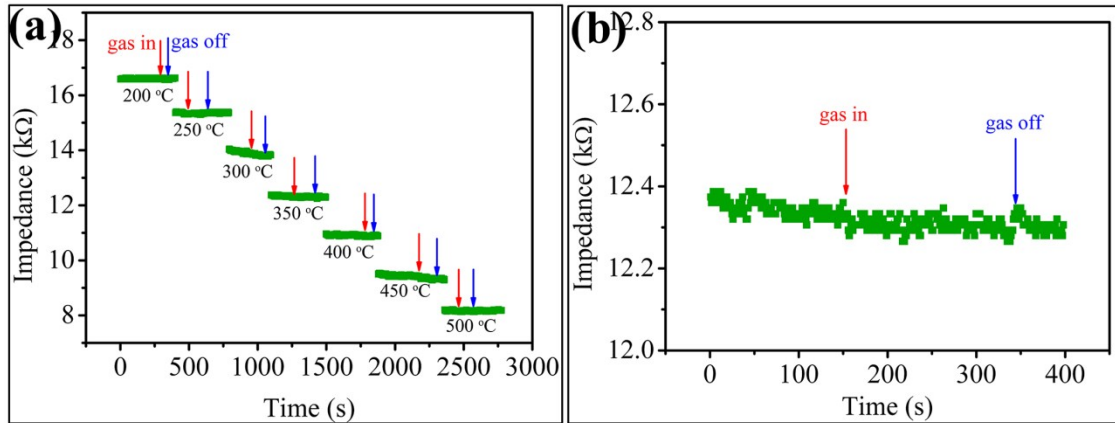 (a)
gas in
gas off
200 °C
250 °C
300 °C
350 °C
400 °C
450 °C
500 °C
18
16
14
12
10
8
Impedance (kΩ)
0 500 1000 1500 2000 2500 3000
Time (s)
(b)
gas in
gas off
12.8
12.6
12.4
12.2
12.0
Impedance (kΩ)
0 100 200 300 400
Time (s)